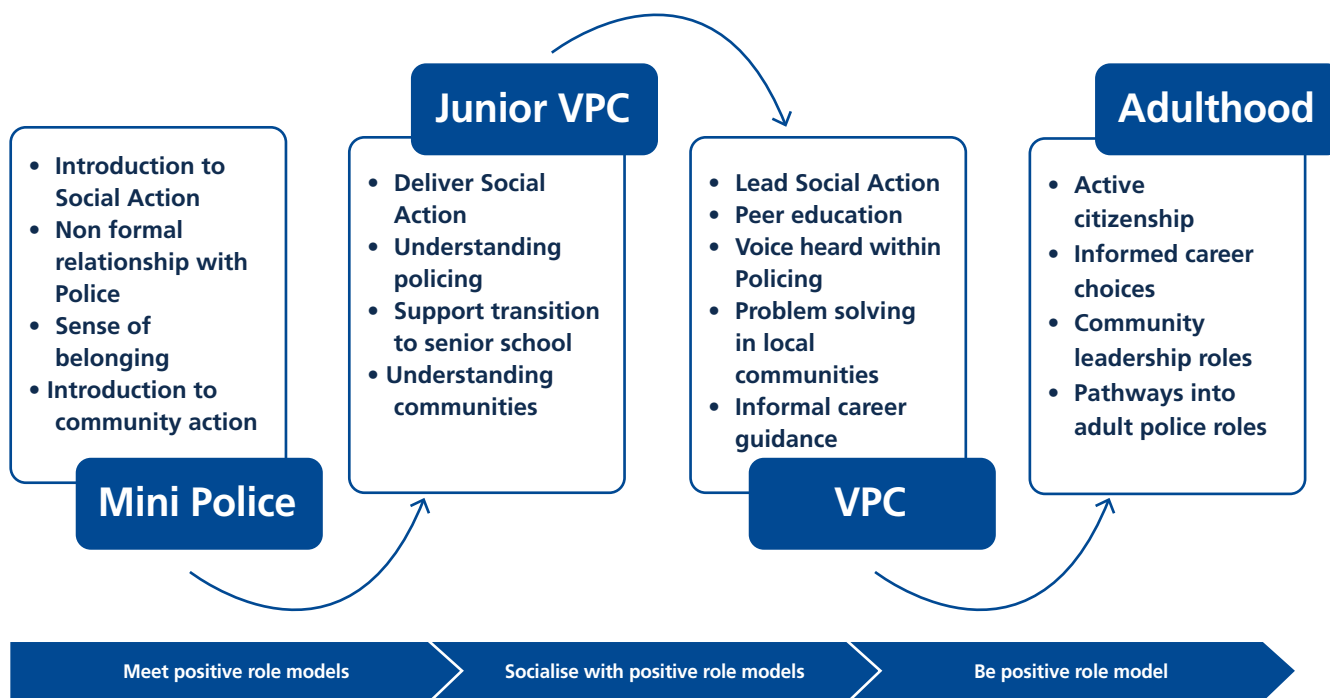 • Introduction to
Social Action
• Non formal
relationship with
Police
• Sense of
belonging
• Introduction to
community action
Mini Police
Junior VPC
• Deliver Social
Action
• Understanding
policing
• Support transition
to senior school
• Understanding
communities
• Lead Social Action
• Peer education
• Voice heard within
Policing
• Problem solving
in local
communities
• Informal career
guidance
VPC
Adulthood
• Active
citizenship
• Informed career
choices
• Community
leadership roles
• Pathways into
adult police roles
Meet positive role models
Socialise with positive role models
Be positive role model